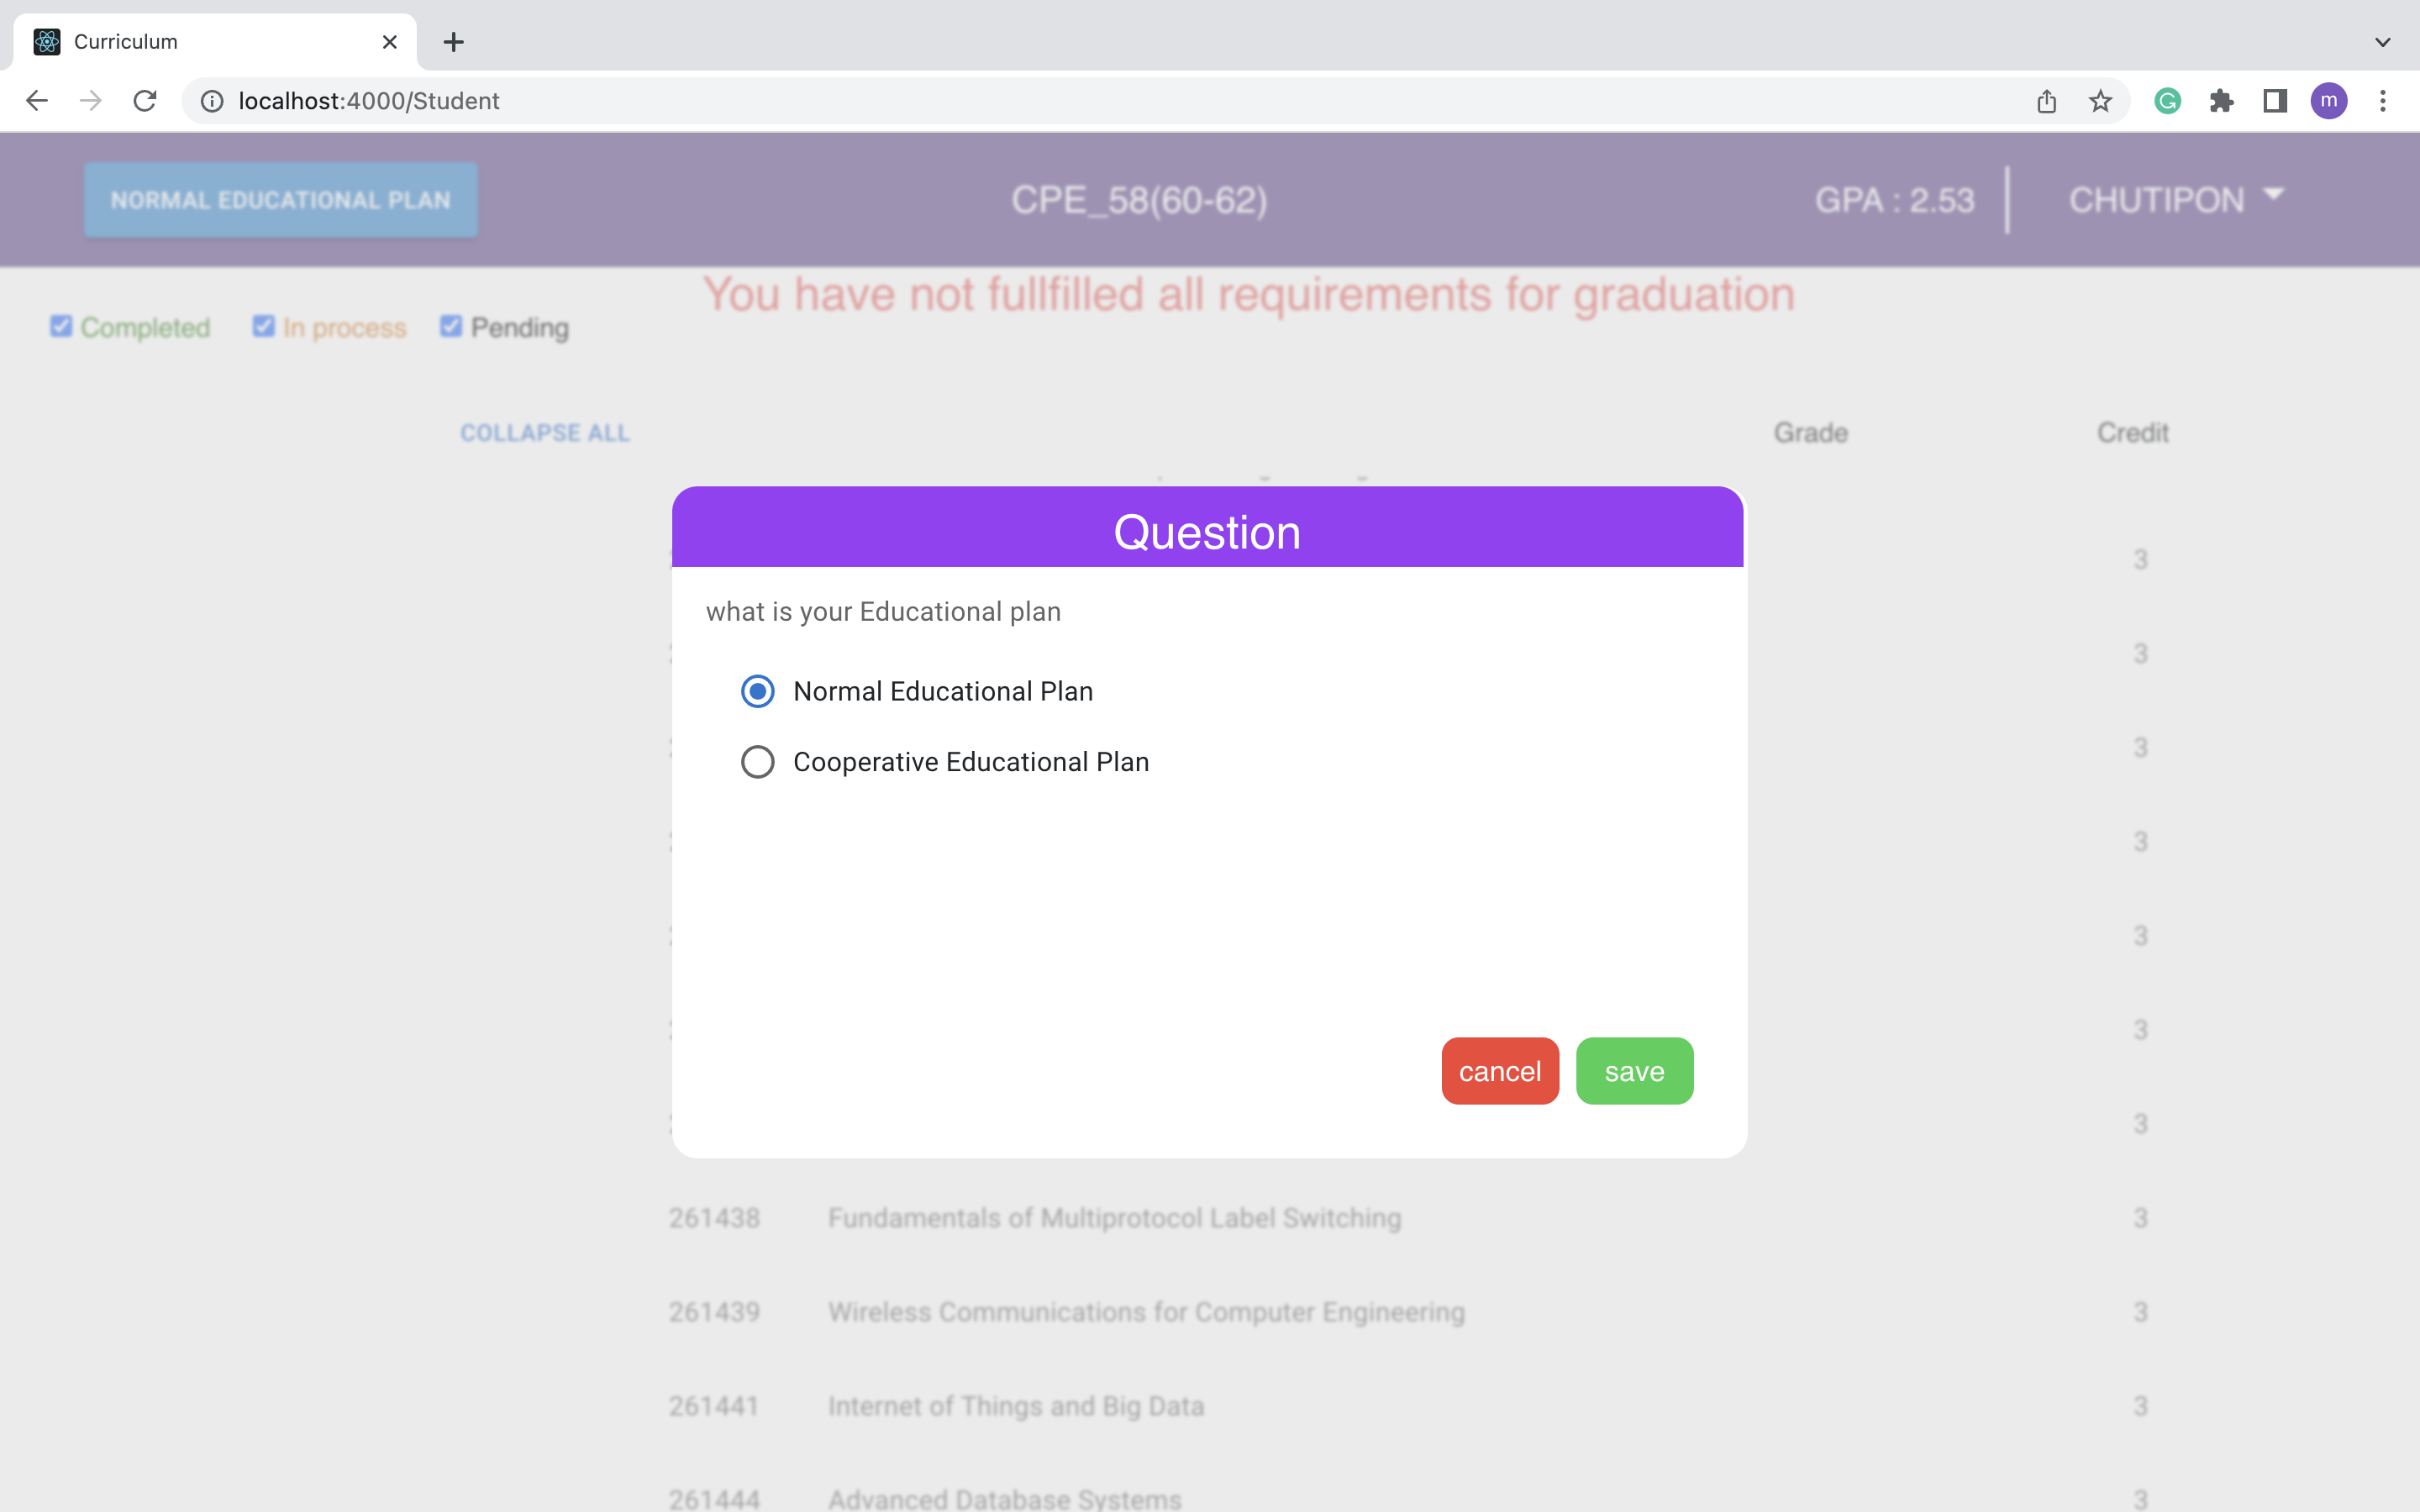 Curriculum
localhost:4000/Student
m
NORMAL EDUCATIONAL PLAN
CPE_58(60-62)
GPA : 2.53
CHUTIPON
You have not fullfilled all requirements for graduation
Completed
In process
Pending
COLLAPSE ALL
Grade
Credit
Question
3
what is your Educational plan
3
Normal Educational Plan
3
Cooperative Educational Plan
3
3
3
cancel
save
3
261438 Fundamentals of Multiprotocol Label Switching 3
261439 Wireless Communications for Computer Engineering 3
261441 Internet of Things and Big Data 3
261444 Advanced Database Systems 3